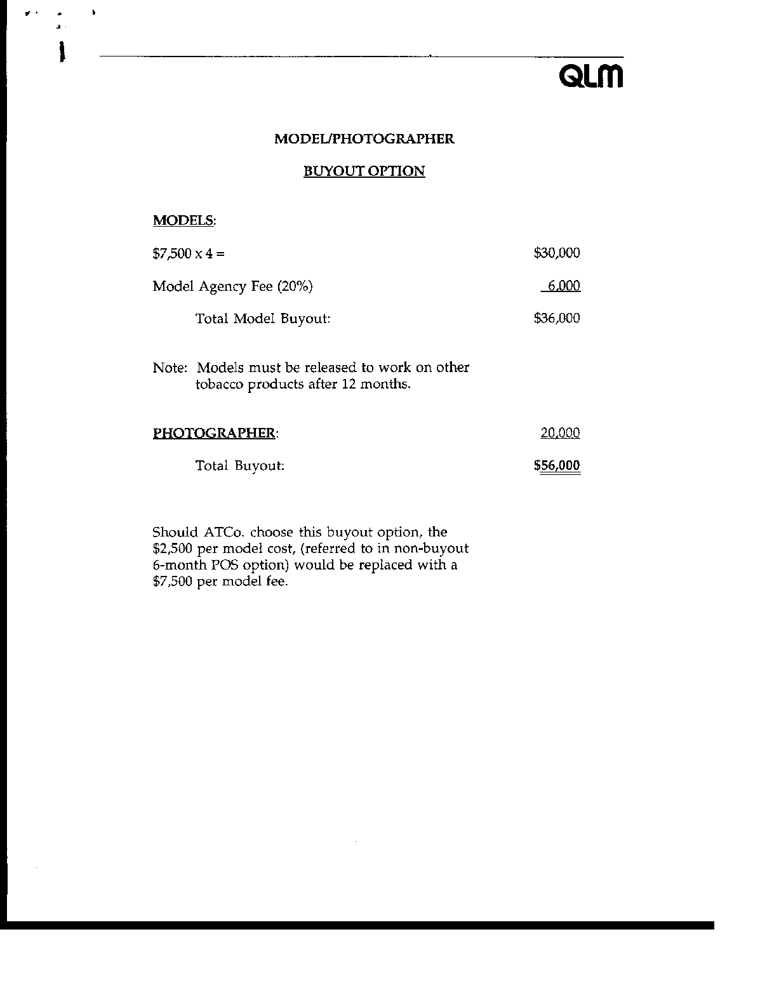 QLM
MODEL/PHOTOGRAPHER
BUYOUT OPTION
MODELS:
$7,500 x 4 = $30,000
Model Agency Fee (20%) 6,000
Total Model Buyout: $36,000
Note: Models must be released to work on other
tobacco products after 12 months.
PHOTOGRAPHER: 20,000
Total Buyout: $56,000
Should ATCo. choose this buyout option, the
$2,500 per model cost, (referred to in non-buyout
6-month POS option) would be replaced with a
$7,500 per model fee.